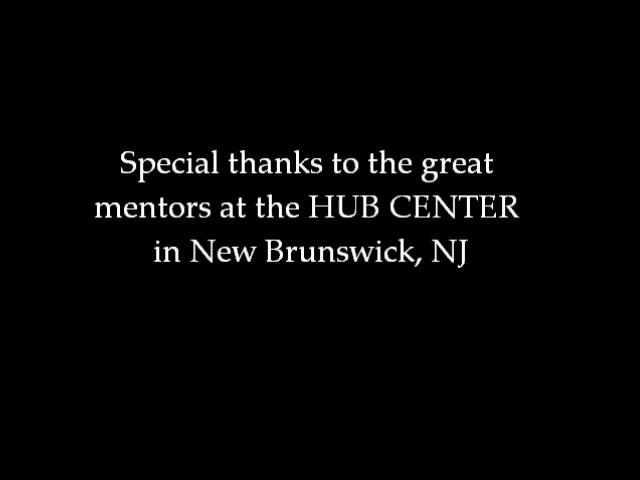 Special thanks to the great
mentors at the HUB CENTER
in New Brunswick, NJ